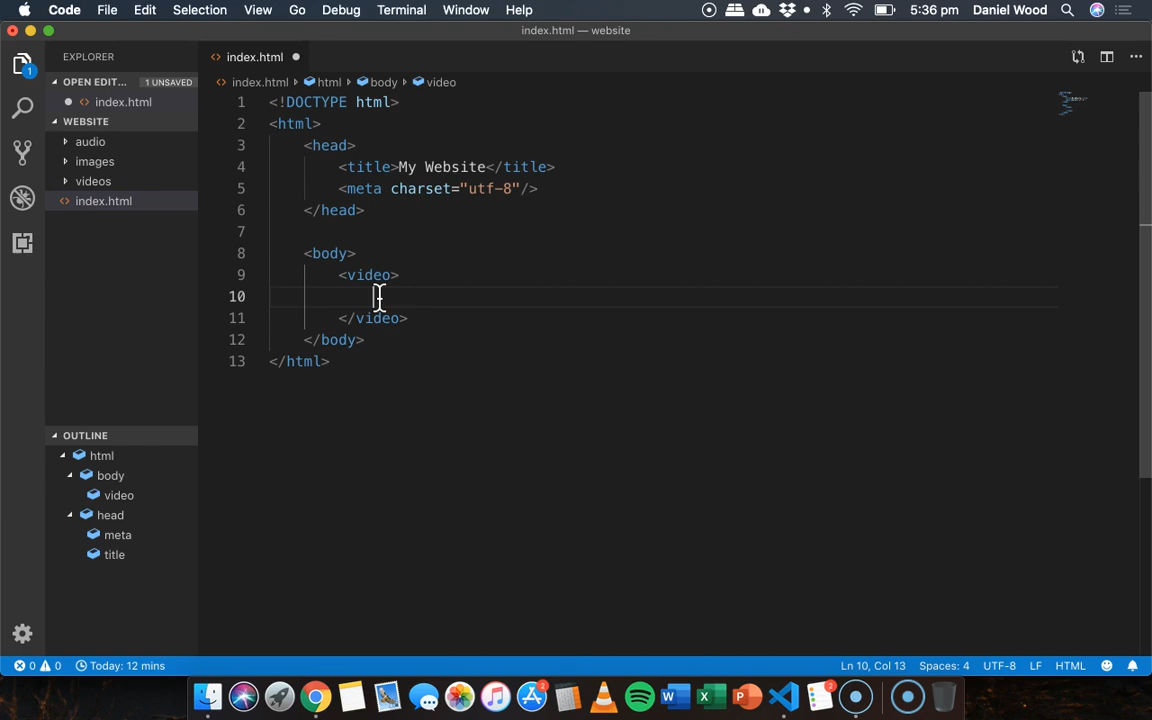 Code File Edit Selection View Go Debug Terminal Window Help 5:36 pm Daniel Wood
index.html — website
EXPLORER
index.html
1
OPEN EDIT... 1 UNSAVED
index.html
WEBSITE
audio
images
videos
index.html
index.html html body video
1 <!DOCTYPE html>
2 <html>
3 <head>
4 <title>My Website</title>
5 <meta charset="utf-8"/>
6 </head>
7
8 <body>
9 <video>
10
11 </video>
12 </body>
13 </html>
OUTLINE
html
body
video
head
meta
title
0 0 Today: 12 mins Ln 10, Col 13 Spaces: 4 UTF-8 LF HTML
2 W X P 2